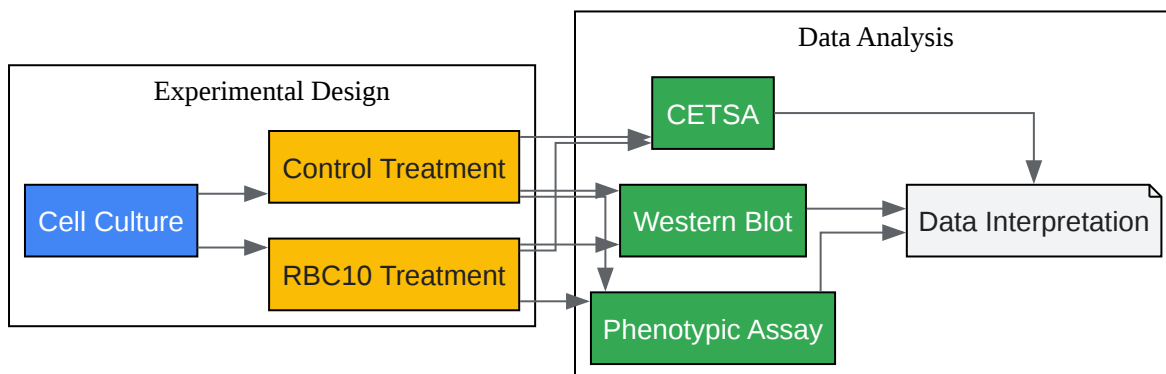 Data Analysis
Experimental Design
CETSA
Control Treatment
Cell Culture
Western Blot
Data Interpretation
RBC10 Treatment
Phenotypic Assay